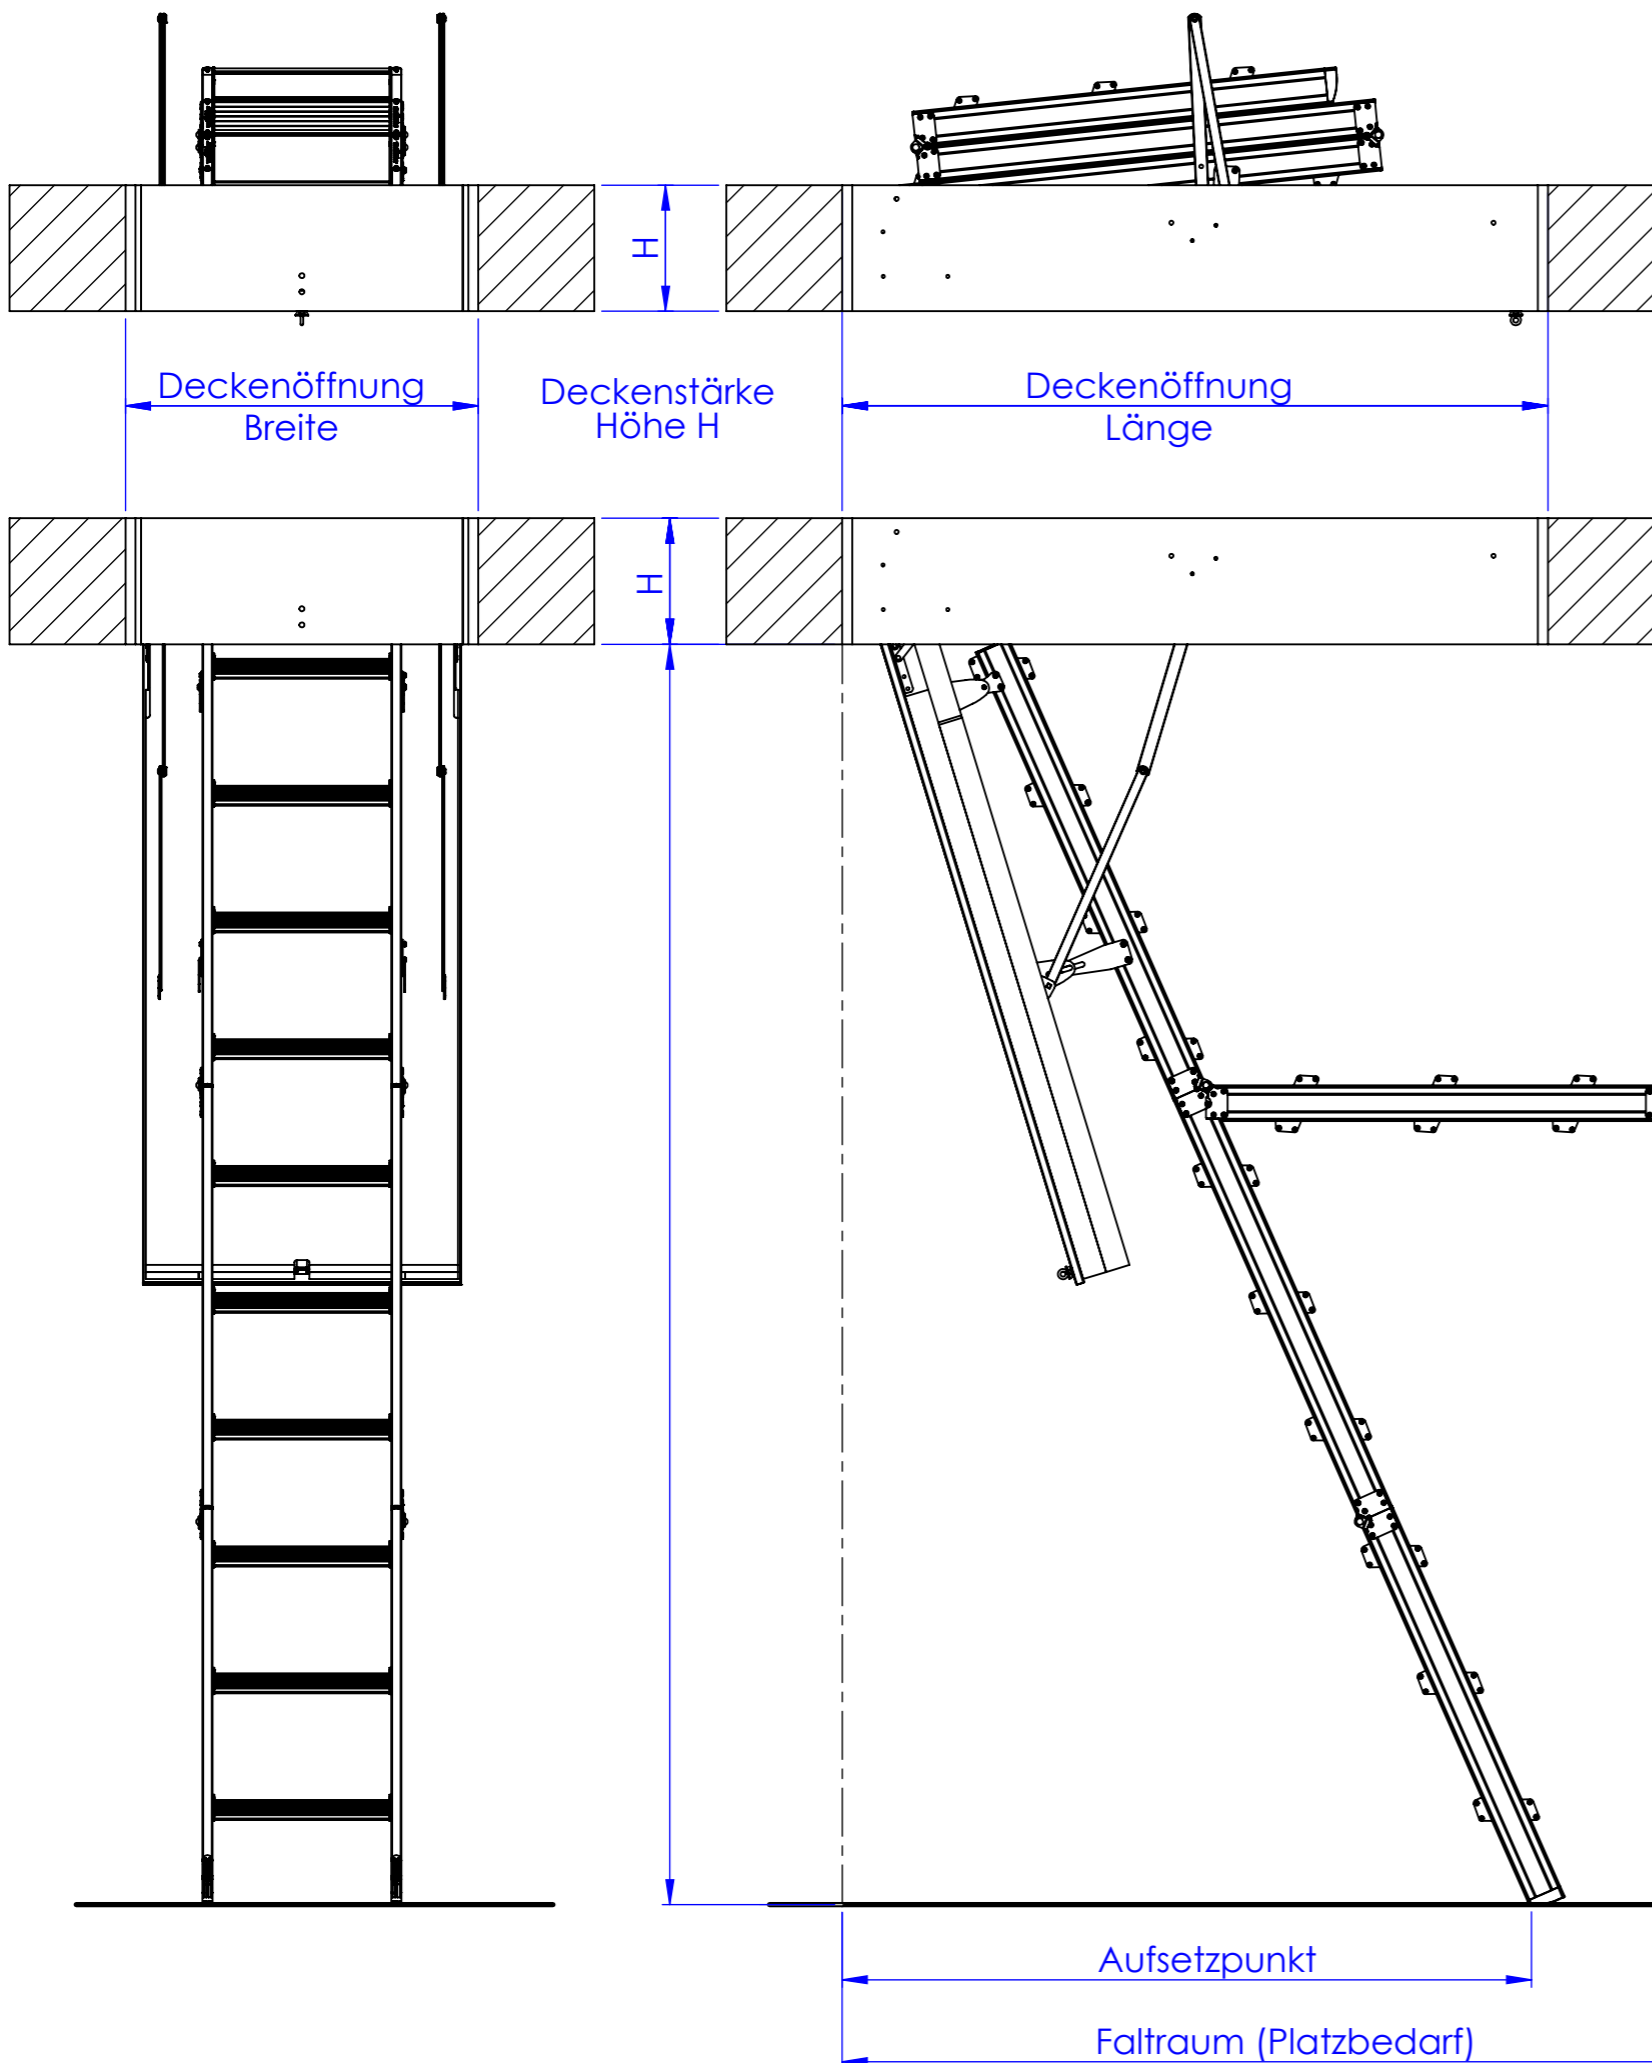 H
Deckenöffnung
Breite
Deckenstärke
Höhe H
Deckenöffnung
Länge
H
Aufsetzpunkt
Faltraum (Platzbedarf)